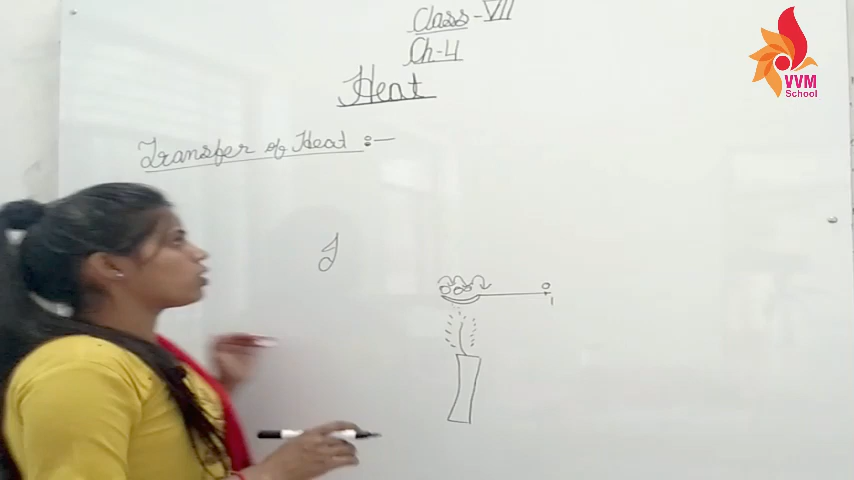 Class-VII
Ch-4
Heat
Transfer of Heat :-
VVM
School